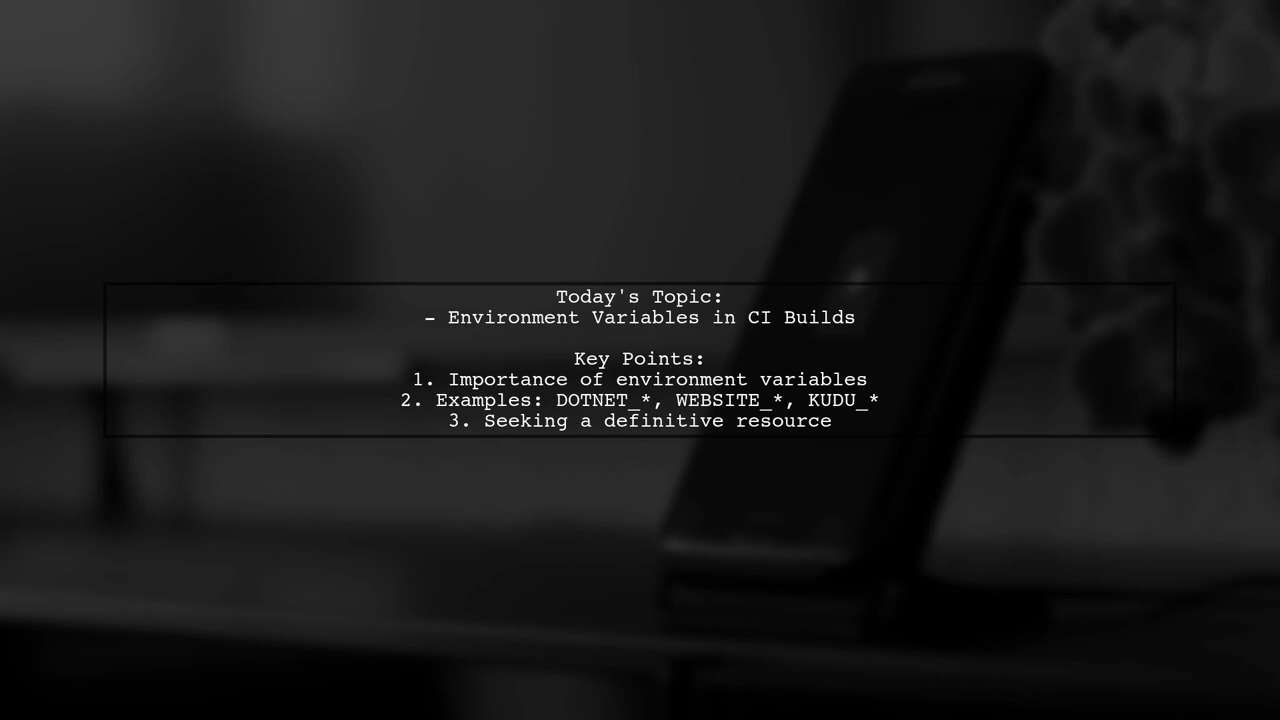 Today's Topic:
– Environment Variables in CI Builds
Key Points:
1. Importance of environment variables
2. Examples: DOTNET_*, WEBSITE_*, KUDU_*
3. Seeking a definitive resource